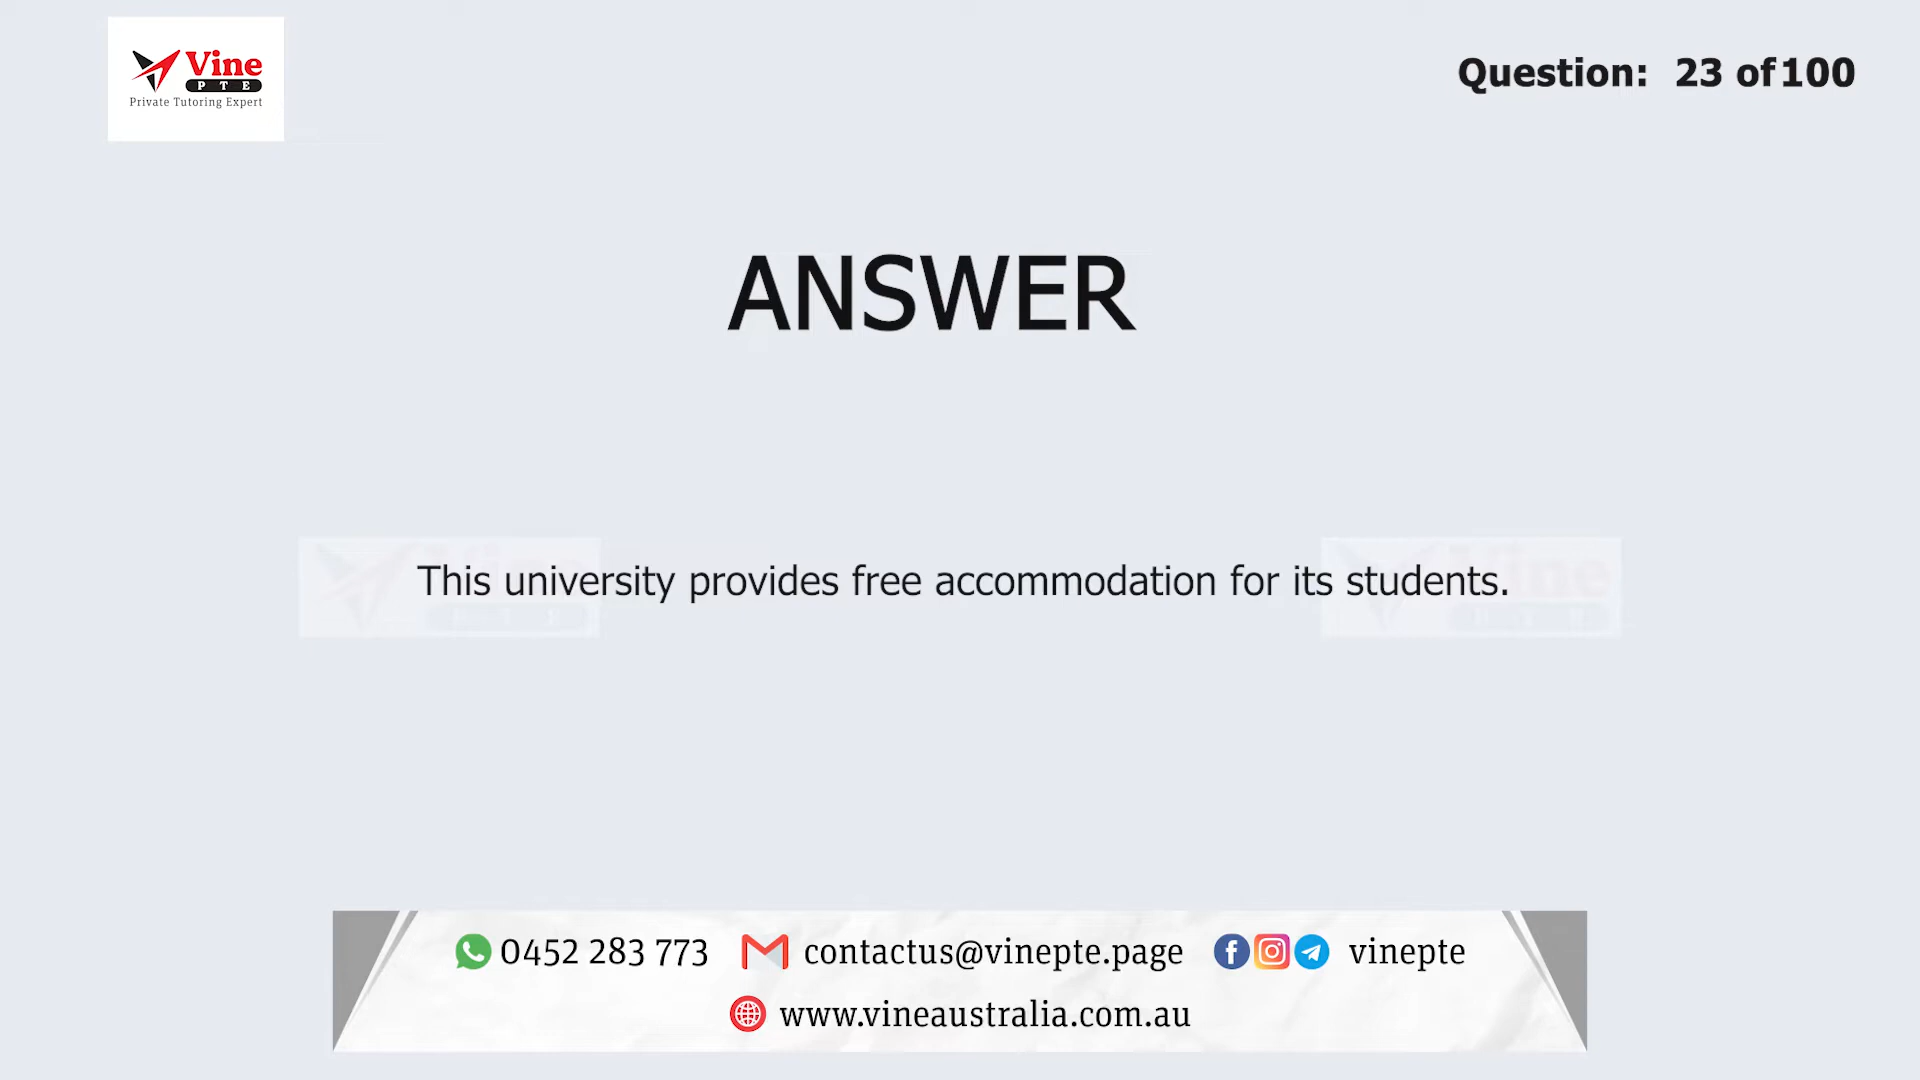 Vine
PTE
Private Tutoring Expert
Question: 23 of 100
ANSWER
This university provides free accommodation for its students.
0452 283 773 contactus@vinepte.page vinepte
www.vineaustralia.com.au